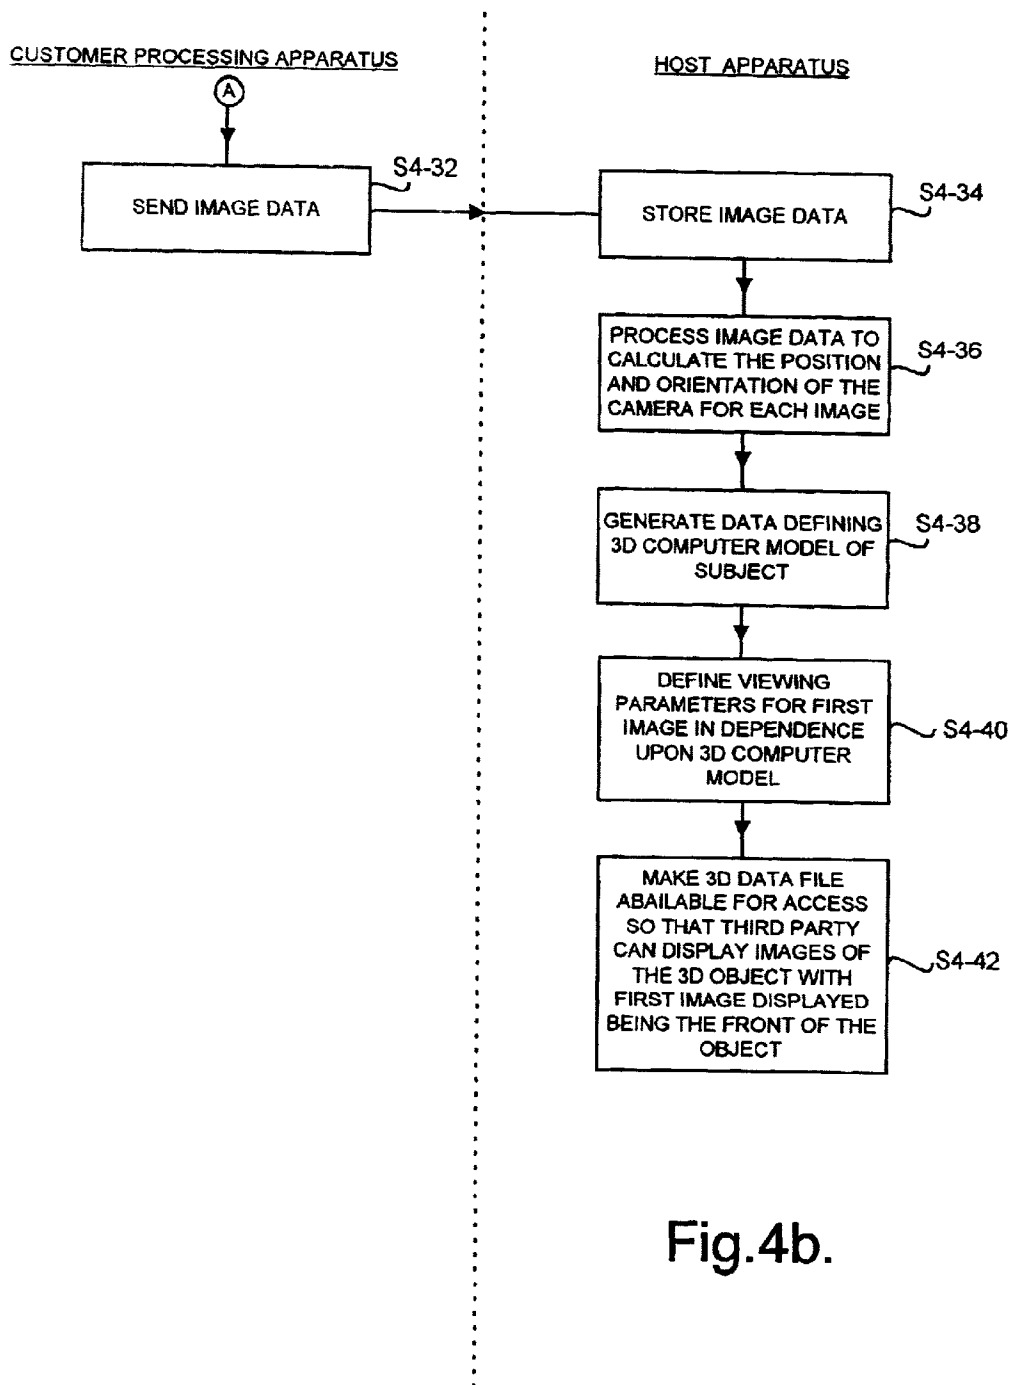 CUSTOMER PROCESSING APPARATUS
HOST APPARATUS
A
SEND IMAGE DATA
S4-32
STORE IMAGE DATA
S4-34
PROCESS IMAGE DATA TO
CALCULATE THE POSITION
AND ORIENTATION OF THE
CAMERA FOR EACH IMAGE
S4-36
GENERATE DATA DEFINING
3D COMPUTER MODEL OF
SUBJECT
S4-38
DEFINE VIEWING
PARAMETERS FOR FIRST
IMAGE IN DEPENDENCE
UPON 3D COMPUTER
MODEL
S4-40
MAKE 3D DATA FILE
ABAILABLE FOR ACCESS
SO THAT THIRD PARTY
CAN DISPLAY IMAGES OF
THE 3D OBJECT WITH
FIRST IMAGE DISPLAYED
BEING THE FRONT OF THE
OBJECT
S4-42
Fig.4b.